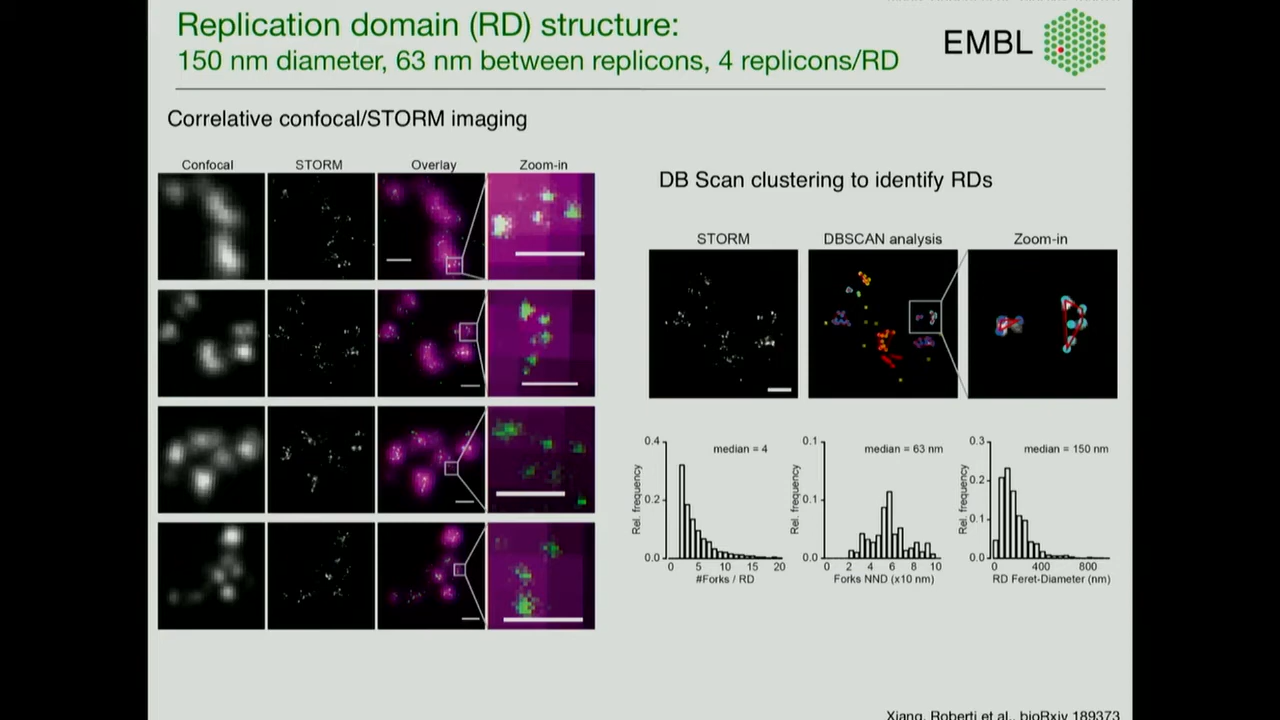 Replication domain (RD) structure:
150 nm diameter, 63 nm between replicons, 4 replicons/RD
EMBL
Correlative confocal/STORM imaging
Confocal STORM Overlay Zoom-in
DB Scan clustering to identify RDs
STORM DBSCAN analysis Zoom-in
0.4
median = 4
Rel. frequency
0.2
0.0
0 5 10 15 20
#Forks / RD
0.1
median = 63 nm
Rel. frequency
0.1
0.0
0 2 4 6 8 10
Forks NND (x10 nm)
0.3
median = 150 nm
Rel. frequency
0.2
0.1
0.0
0 400 800
RD Feret-Diameter (nm)
Xiang, Roberti et al., bioRxiv 189373